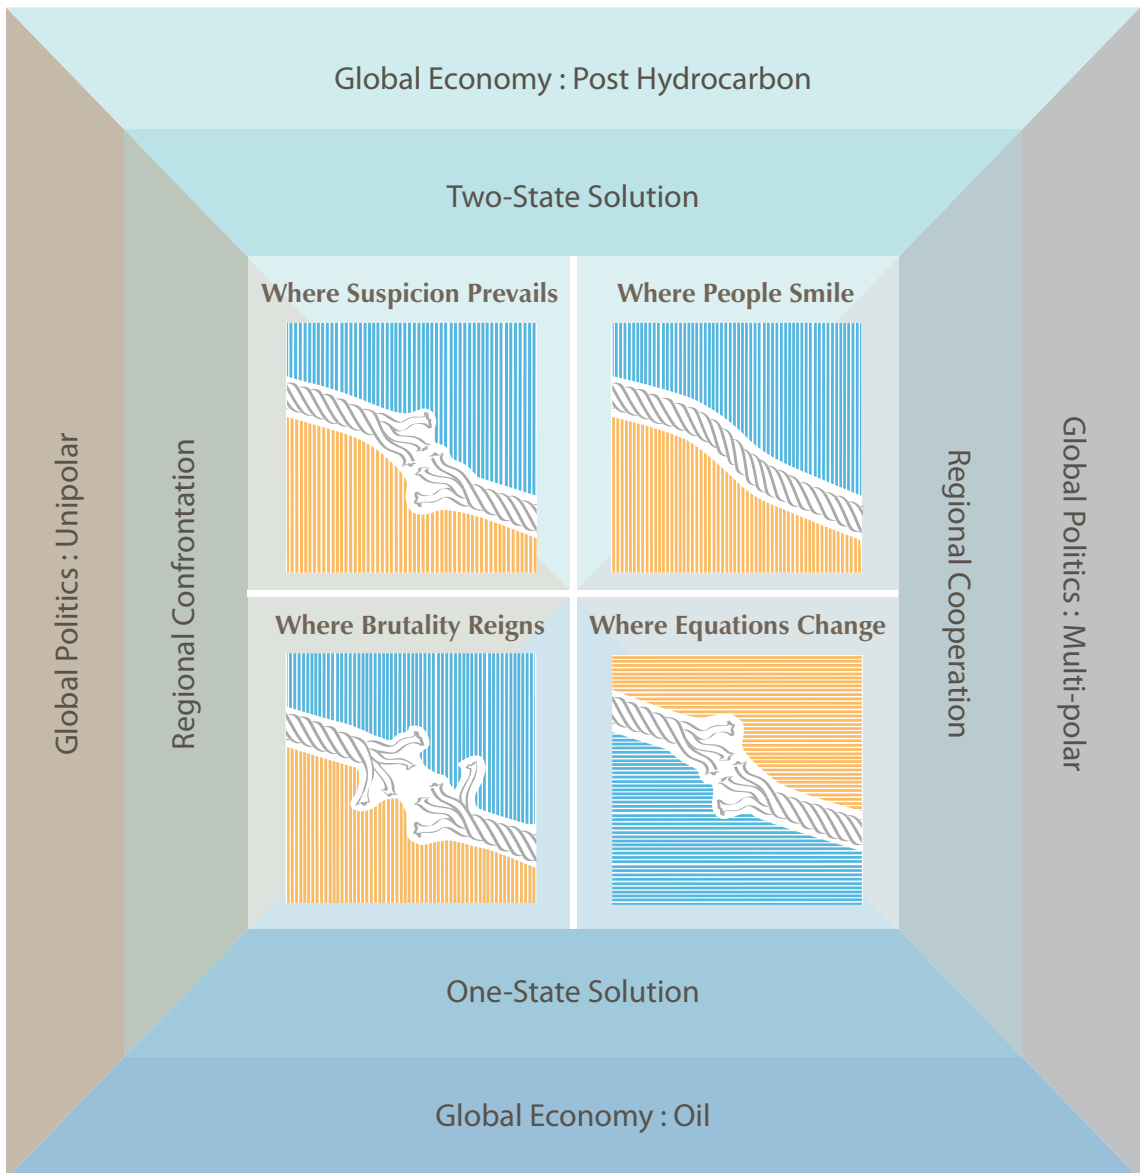 Global Economy : Post Hydrocarbon
Two-State Solution
Where Suspicion Prevails
Where People Smile
Global Politics : Unipolar
Regional Confrontation
Regional Cooperation
Global Politics : Multi-polar
Where Brutality Reigns
Where Equations Change
One-State Solution
Global Economy : Oil